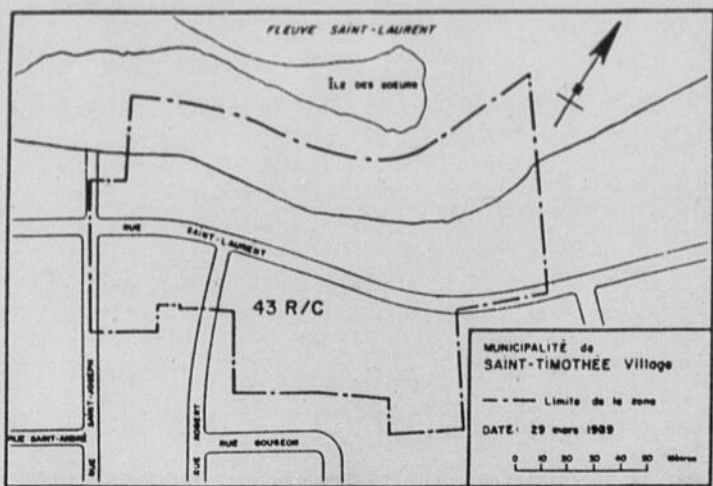 FLEUVE SAINT-LAURENT
ÎLE DES SOEURS
RUE SAINT-LAURENT
43 R/C
RUE SAINT-JOSEPH
RUE SAINT-ANDRÉ
RUE ROBERT
RUE
MUNICIPALITÉ de
SAINT-TIMOTHÉE Village
Limite de la zone
DATE: 29 mars 1989
0 10 20 30 40 50 Mètres